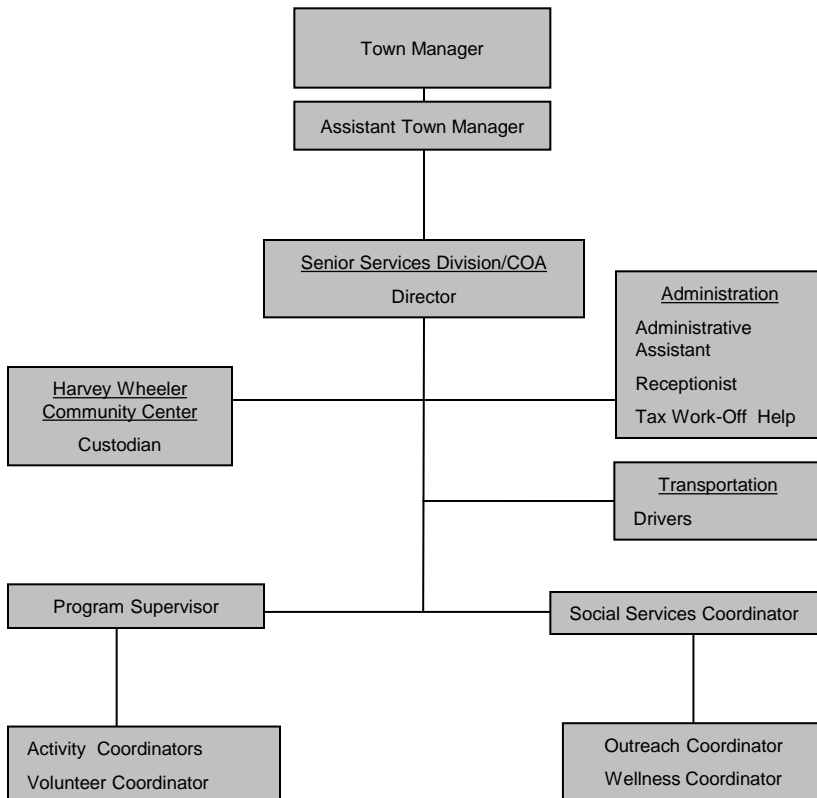 Town Manager
Assistant Town Manager
Senior Services Division/COA
Director
Administration
Administrative
Assistant
Receptionist
Tax Work-Off Help
Harvey Wheeler
Community Center
Custodian
Transportation
Drivers
Program Supervisor
Social Services Coordinator
Activity Coordinators
Volunteer Coordinator
Outreach Coordinator
Wellness Coordinator